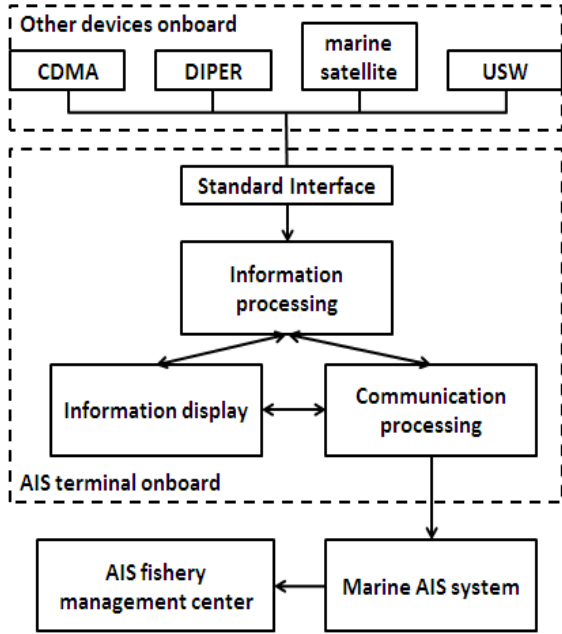 Other devices onboard
CDMA
DIPER
marine
satellite
USW
Standard Interface
Information
processing
Information display
Communication
processing
AIS terminal onboard
AIS fishery
management center
Marine AIS system